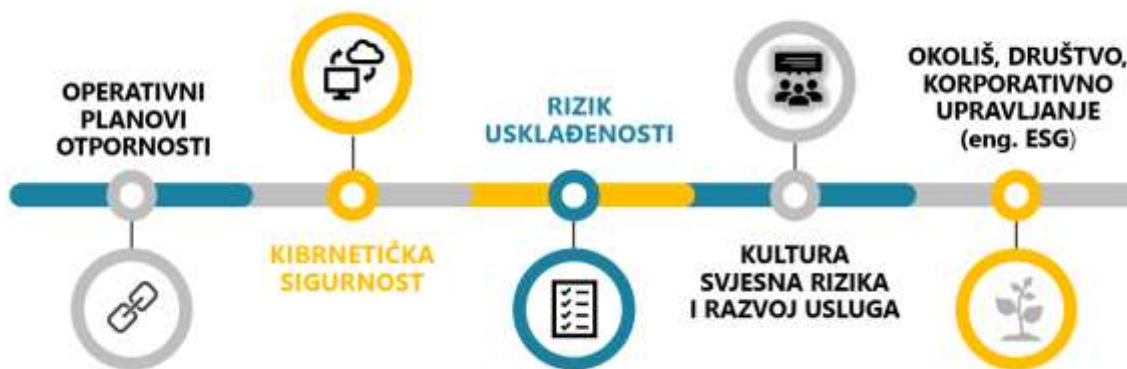 OPERATIVNI
PLANOVI
OTPORNOSTI
KIBRNETIČKA
SIGURNOST
RIZIK
USKLAĐENOSTI
KULTURA
SVJESNA RIZIKA
I RAZVOJ USLUGA
OKOLIŠ, DRUŠTVO,
KORPORATIVNO
UPRAVLJANJE
(eng. ESG)